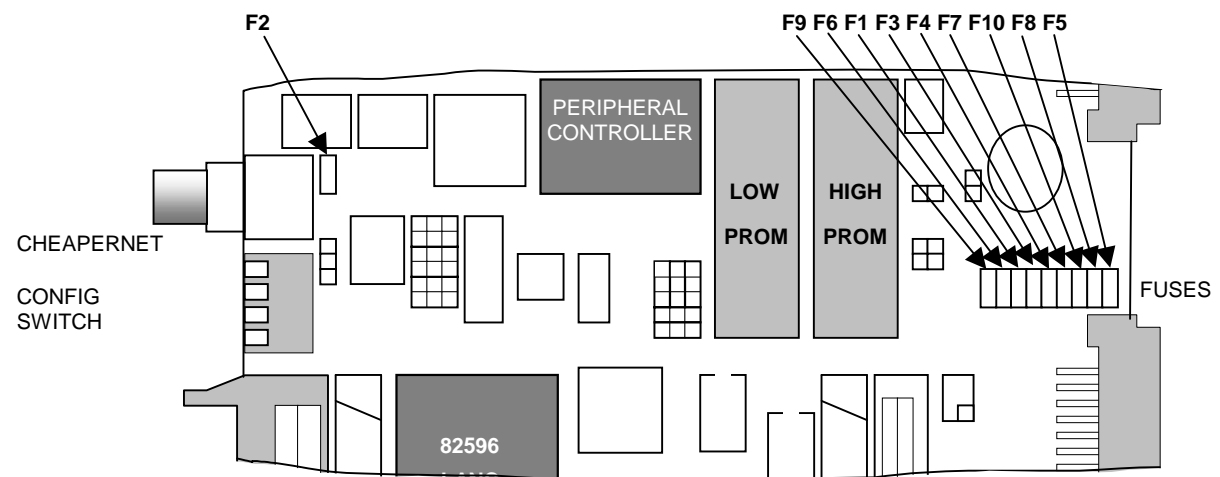 F2
F9 F6 F1 F3 F4 F7 F10 F8 F5
PERIPHERAL
CONTROLLER
LOW
PROM
HIGH
PROM
CHEAPERNET
CONFIG
SWITCH
FUSES
82596